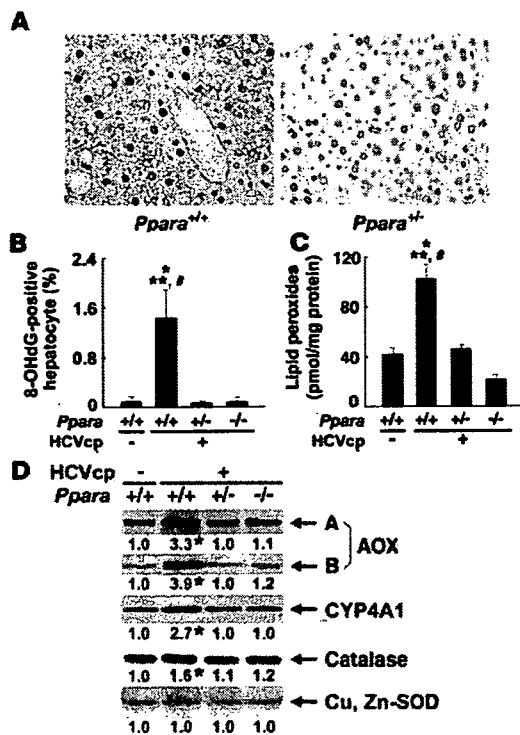 A
Ppara+/+ Ppara+/-
B
8-OHdG-positive
hepatocyte (%)
2.4
1.6
0.8
0
*
**, #
Ppara +/+ +/+ +/- -/-
HCVcp - +
C
Lipid peroxides
(pmol/mg protein)
120
80
40
0
*
**, #
Ppara +/+ +/+ +/- -/-
HCVcp - +
D
HCVcp - +
Ppara +/+ +/+ +/- -/-
A
1.0 3.3* 1.0 1.1
AOX
B
1.0 3.9* 1.0 1.2
CYP4A1
1.0 2.7* 1.0 1.0
Catalase
1.0 1.6* 1.1 1.2
Cu, Zn-SOD
1.0 1.0 1.0 1.0